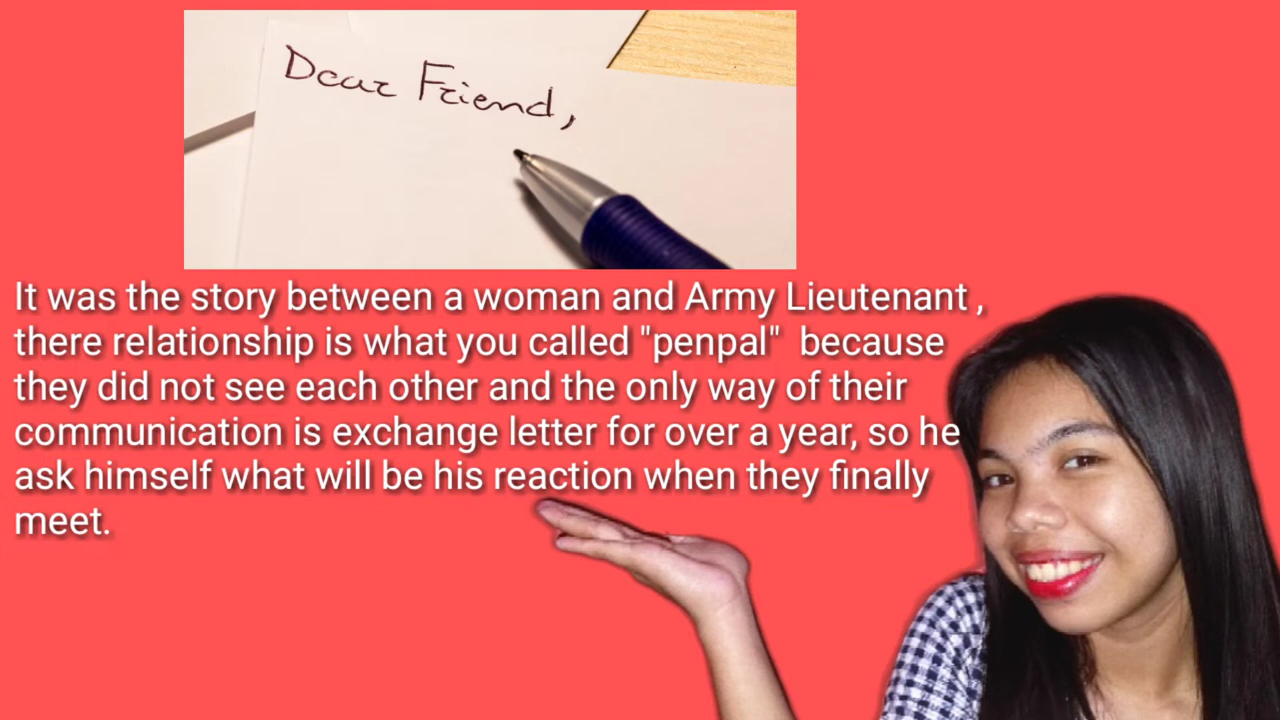 Dear Friend,
It was the story between a woman and Army Lieutenant ,
there relationship is what you called "penpal"  because
they did not see each other and the only way of their
communication is exchange letter for over a year, so he
ask himself what will be his reaction when they finally
meet.